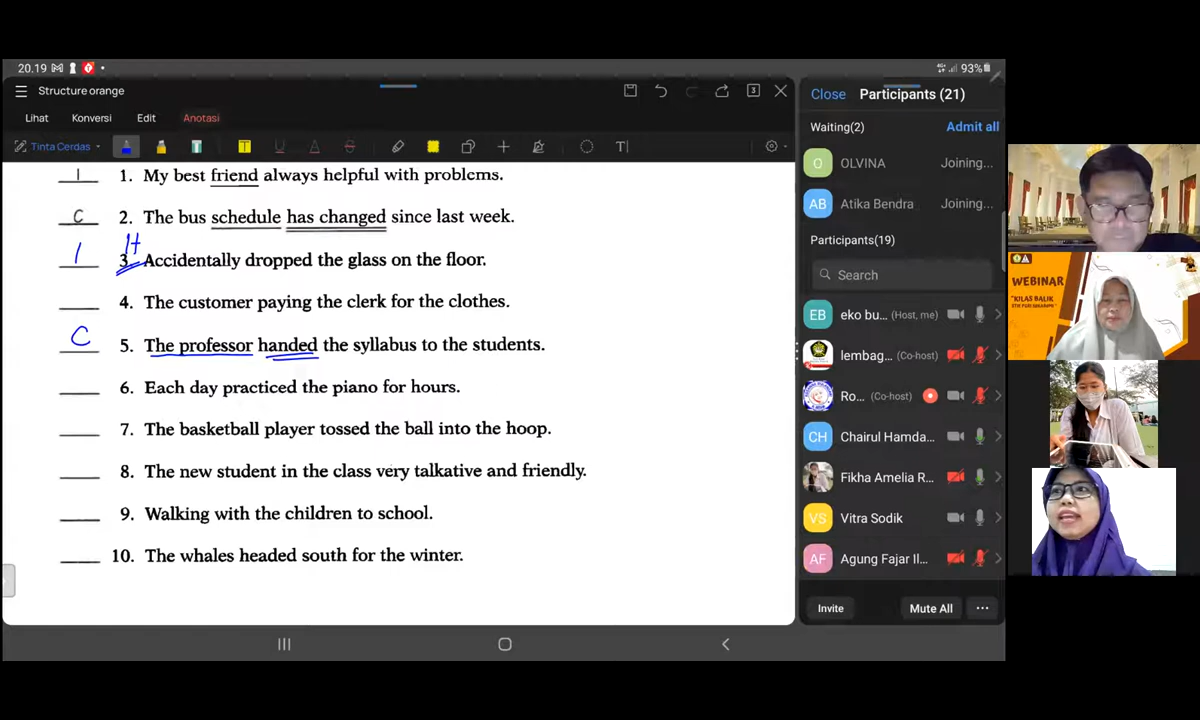 20.19
93%
Structure orange
3
Close Participants (21)
Lihat Konversi Edit Anotasi
Waiting(2) Admit all
Tinta Cerdas
O OLVINA Joining...
AB Atika Bendra Joining...
I 1. My best friend always helpful with problems.
C 2. The bus schedule has changed since last week.
I H 3. Accidentally dropped the glass on the floor.
4. The customer paying the clerk for the clothes.
C 5. The professor handed the syllabus to the students.
6. Each day practiced the piano for hours.
7. The basketball player tossed the ball into the hoop.
8. The new student in the class very talkative and friendly.
9. Walking with the children to school.
10. The whales headed south for the winter.
Participants(19)
Search
EB eko bu... (Host, me)
lembag... (Co-host)
Ro... (Co-host)
CH Chairul Hamda...
Fikha Amelia R...
VS Vitra Sodik
AF Agung Fajar Il...
Invite Mute All ...
WEBINAR
"KILAS BALIK